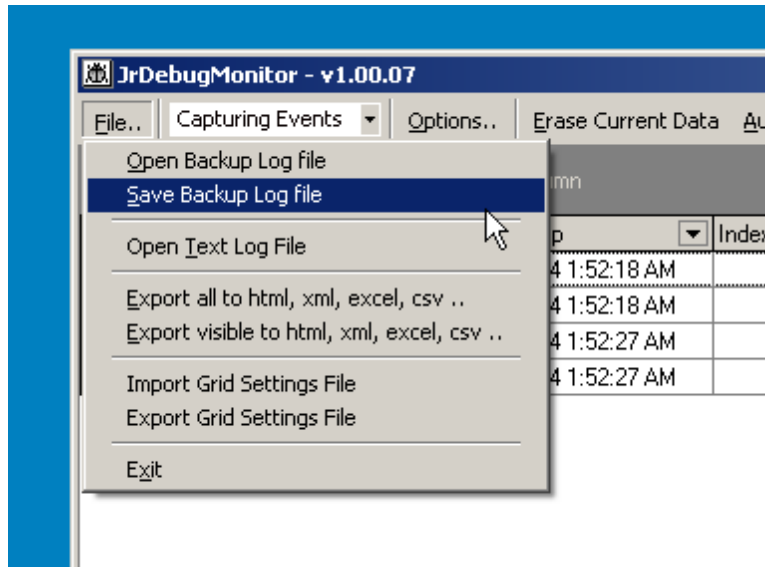 JrDebugMonitor - v1.00.07
File.. Capturing Events Options.. Erase Current Data
Open Backup Log file
Save Backup Log file
Open Text Log File
Export all to html, xml, excel, csv ..
Export visible to html, xml, excel, csv ..
Import Grid Settings File
Export Grid Settings File
Exit
umn
p Index
4 1:52:18 AM
4 1:52:18 AM
4 1:52:27 AM
4 1:52:27 AM